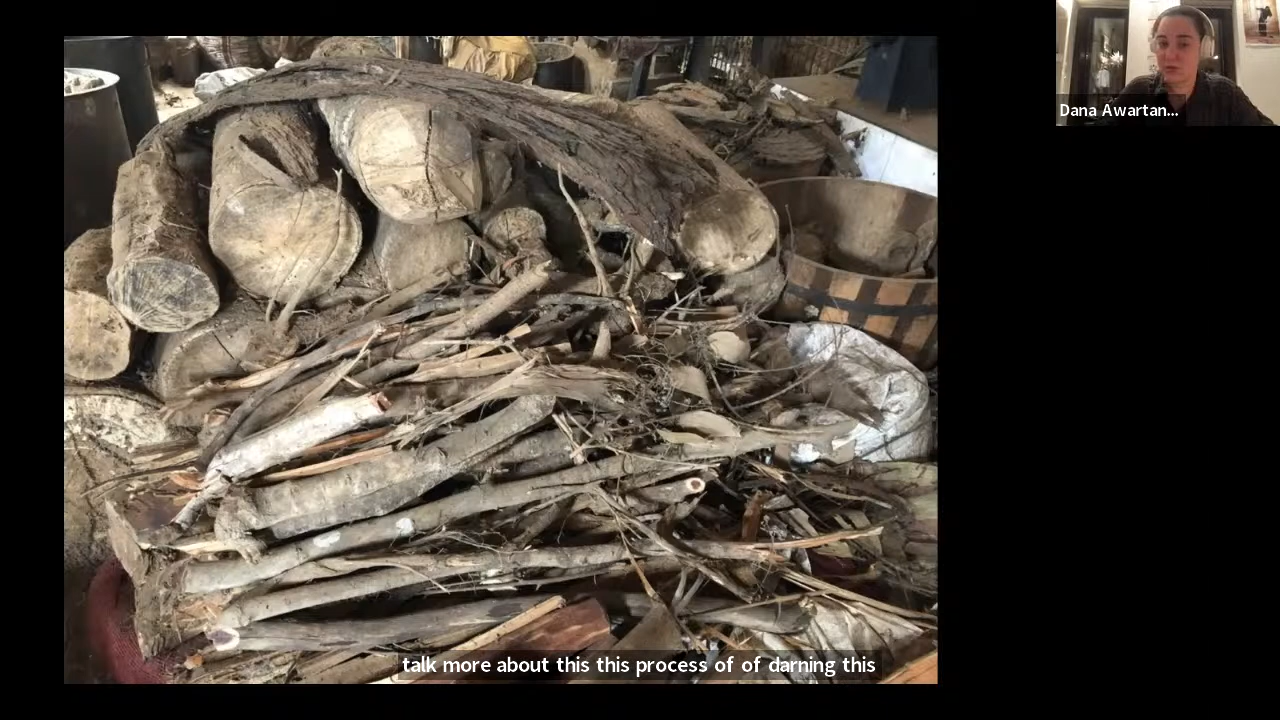 Dana Awartan...
talk more about this this process of of darning this